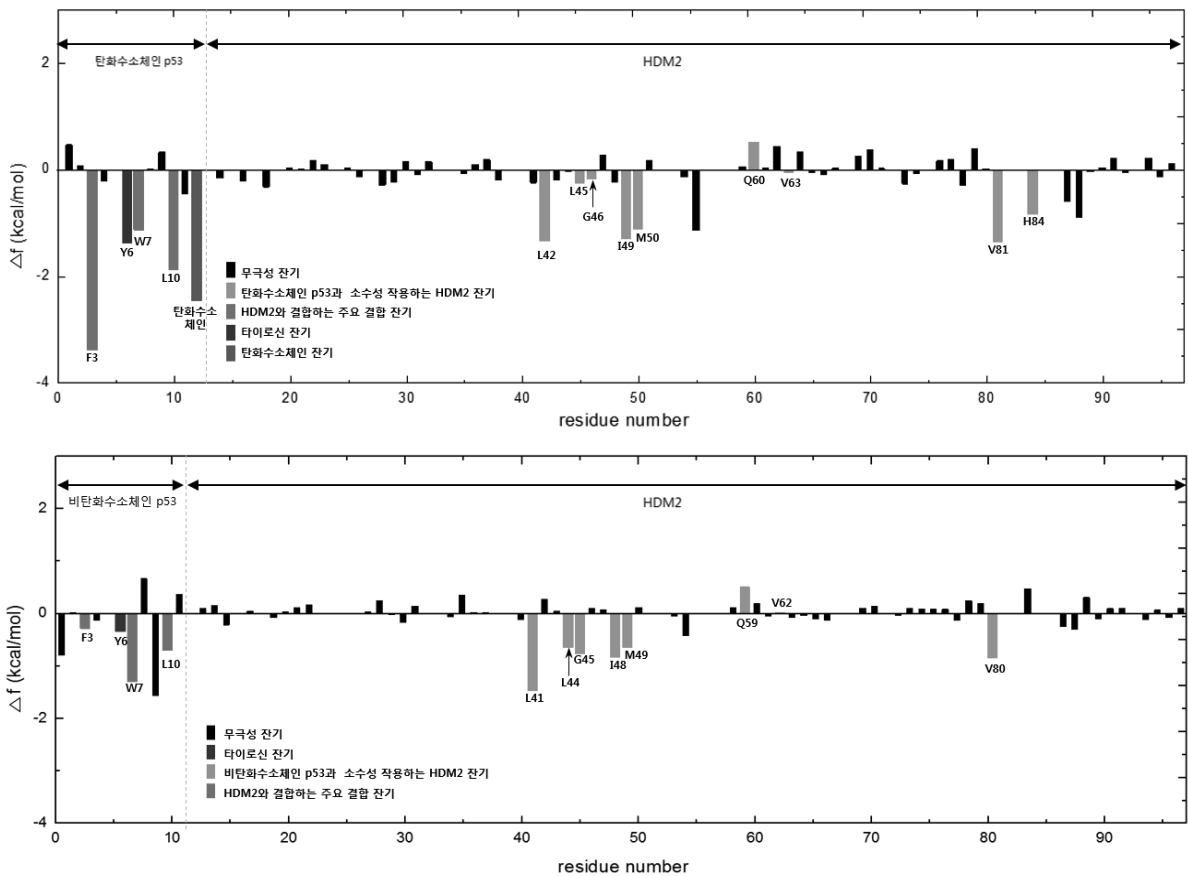 탄화수소체인 p53
HDM2
2
0
-2
-4
△f (kcal/mol)
F3
Y6
W7
L10
탄화수소
체인
L42
L45
G46
I49
M50
Q60
V63
V81
H84
무극성 잔기
탄화수소체인 p53과 소수성 작용하는 HDM2 잔기
HDM2와 결합하는 주요 결합 잔기
타이로신 잔기
탄화수소체인 잔기
0 10 20 30 40 50 60 70 80 90
residue number
비탄화수소체인 p53
HDM2
2
0
-2
-4
△f (kcal/mol)
F3
Y6
W7
L10
L41
L44
G45
I48
M49
Q59
V62
V80
무극성 잔기
타이로신 잔기
비탄화수소체인 p53과 소수성 작용하는 HDM2 잔기
HDM2와 결합하는 주요 결합 잔기
0 10 20 30 40 50 60 70 80 90
residue number